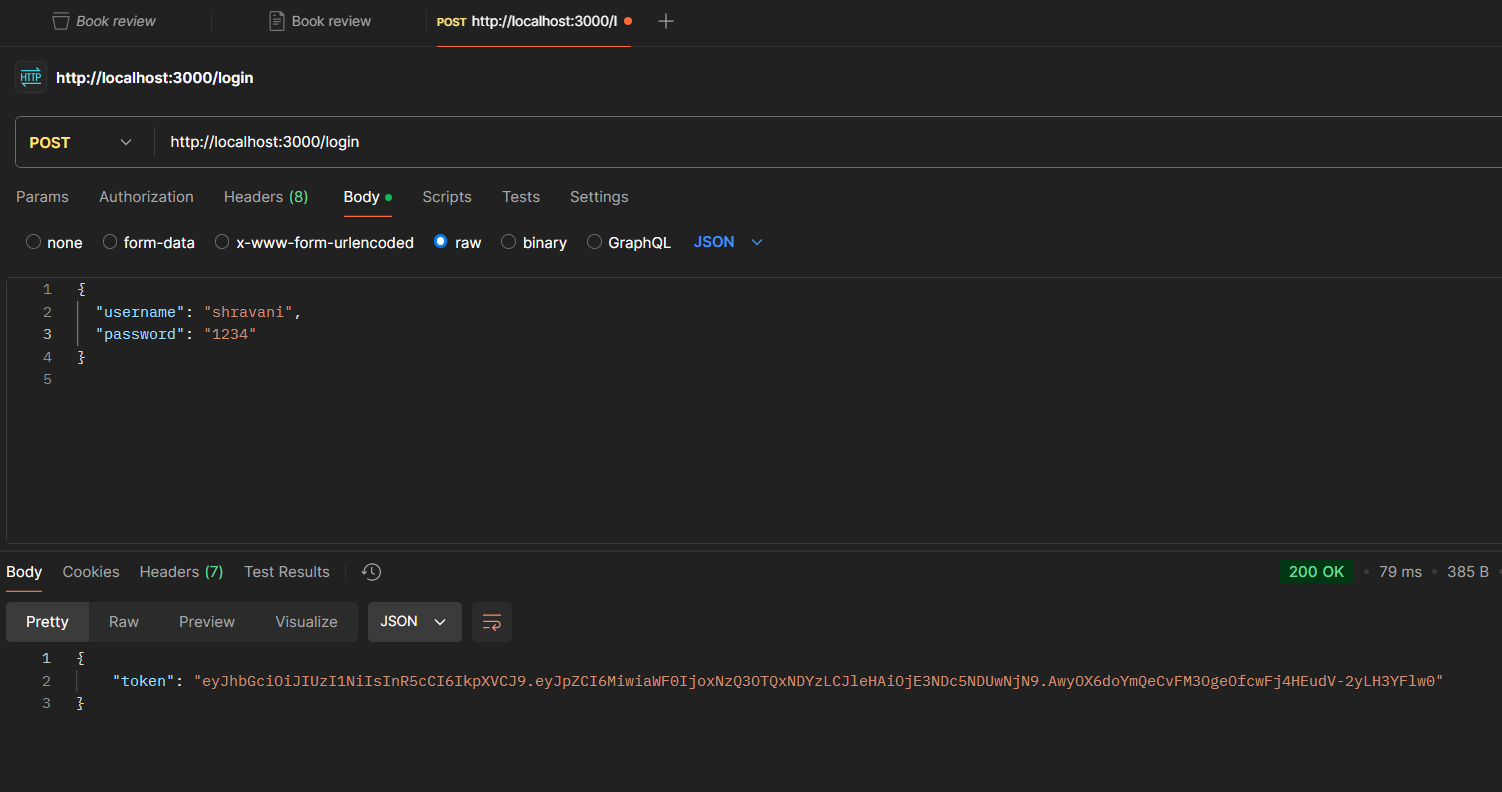 Book review
Book review
POST http://localhost:3000/l
HTTP http://localhost:3000/login
POST http://localhost:3000/login
Params Authorization Headers (8) Body Scripts Tests Settings
none form-data x-www-form-urlencoded raw binary GraphQL JSON
1 {
2 "username": "shravani",
3 "password": "1234"
4 }
5
Body Cookies Headers (7) Test Results 200 OK 79 ms 385 B
Pretty Raw Preview Visualize JSON
1 {
2 "token": "eyJhbGciOiJIUzI1NiIsInR5cCI6IkpXVCJ9.eyJpZCI6MiwiaWF0IjoxNzQ3OTQxNDYzLCJleHAiOjE3NDc5NDUwNjN9.AwyOX6doYmQeCvFM3OgeOfcwFj4HEudV-2yLH3YFlw0"
3 }